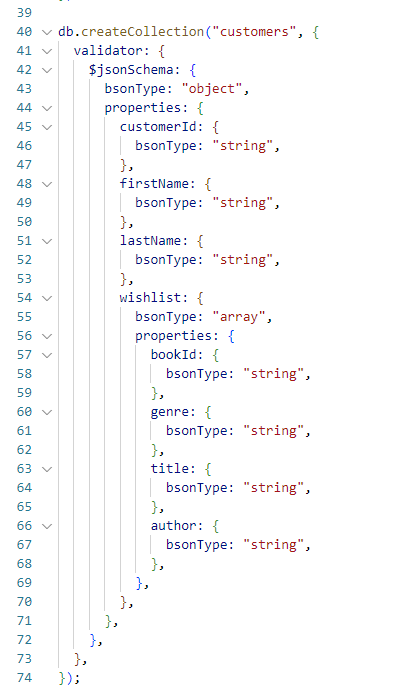 39
40 db.createCollection("customers", {
41   validator: {
42     $jsonSchema: {
43       bsonType: "object",
44       properties: {
45         customerId: {
46           bsonType: "string",
47         },
48         firstName: {
49           bsonType: "string",
50         },
51         lastName: {
52           bsonType: "string",
53         },
54         wishlist: {
55           bsonType: "array",
56           properties: {
57             bookId: {
58               bsonType: "string",
59             },
60             genre: {
61               bsonType: "string",
62             },
63             title: {
64               bsonType: "string",
65             },
66             author: {
67               bsonType: "string",
68             },
69           },
70         },
71       },
72     },
73   },
74 });